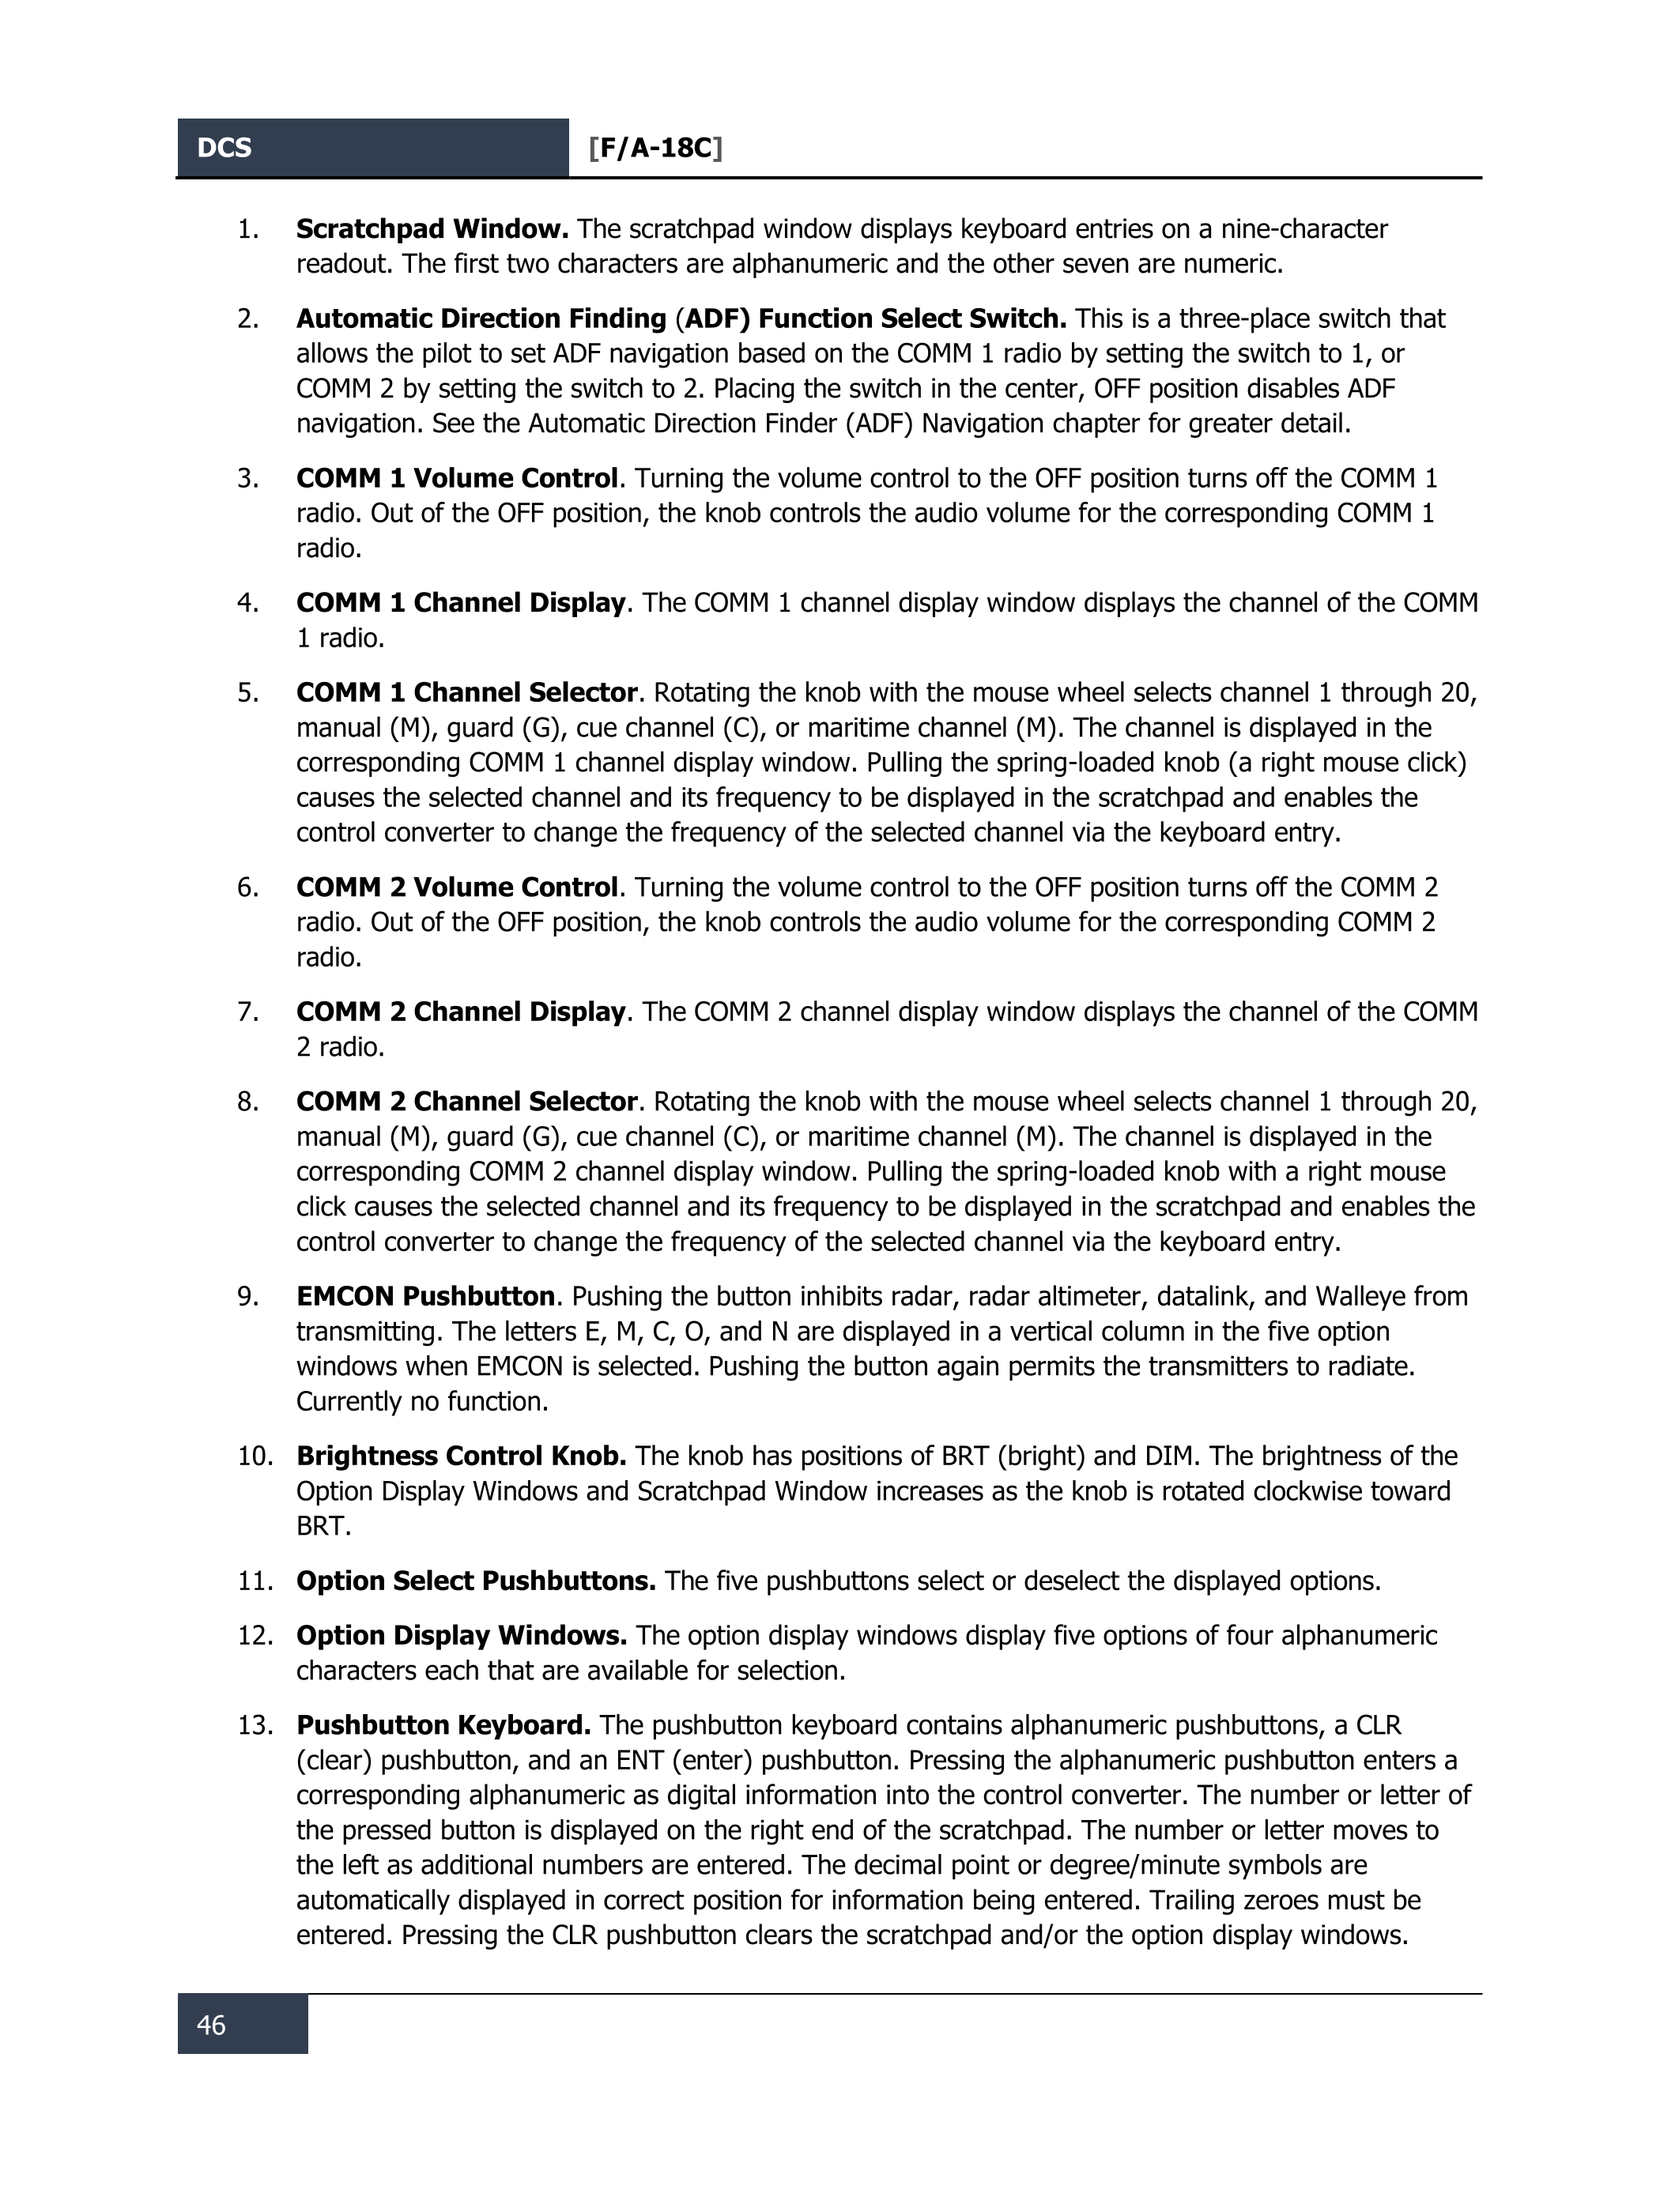 DCS [F/A-18C]
1. Scratchpad Window. The scratchpad window displays keyboard entries on a nine-character
readout. The first two characters are alphanumeric and the other seven are numeric.
2. Automatic Direction Finding (ADF) Function Select Switch. This is a three-place switch that
allows the pilot to set ADF navigation based on the COMM 1 radio by setting the switch to 1, or
COMM 2 by setting the switch to 2. Placing the switch in the center, OFF position disables ADF
navigation. See the Automatic Direction Finder (ADF) Navigation chapter for greater detail.
3. COMM 1 Volume Control. Turning the volume control to the OFF position turns off the COMM 1
radio. Out of the OFF position, the knob controls the audio volume for the corresponding COMM 1
radio.
4. COMM 1 Channel Display. The COMM 1 channel display window displays the channel of the COMM
1 radio.
5. COMM 1 Channel Selector. Rotating the knob with the mouse wheel selects channel 1 through 20,
manual (M), guard (G), cue channel (C), or maritime channel (M). The channel is displayed in the
corresponding COMM 1 channel display window. Pulling the spring-loaded knob (a right mouse click)
causes the selected channel and its frequency to be displayed in the scratchpad and enables the
control converter to change the frequency of the selected channel via the keyboard entry.
6. COMM 2 Volume Control. Turning the volume control to the OFF position turns off the COMM 2
radio. Out of the OFF position, the knob controls the audio volume for the corresponding COMM 2
radio.
7. COMM 2 Channel Display. The COMM 2 channel display window displays the channel of the COMM
2 radio.
8. COMM 2 Channel Selector. Rotating the knob with the mouse wheel selects channel 1 through 20,
manual (M), guard (G), cue channel (C), or maritime channel (M). The channel is displayed in the
corresponding COMM 2 channel display window. Pulling the spring-loaded knob with a right mouse
click causes the selected channel and its frequency to be displayed in the scratchpad and enables the
control converter to change the frequency of the selected channel via the keyboard entry.
9. EMCON Pushbutton. Pushing the button inhibits radar, radar altimeter, datalink, and Walleye from
transmitting. The letters E, M, C, O, and N are displayed in a vertical column in the five option
windows when EMCON is selected. Pushing the button again permits the transmitters to radiate.
Currently no function.
10. Brightness Control Knob. The knob has positions of BRT (bright) and DIM. The brightness of the
Option Display Windows and Scratchpad Window increases as the knob is rotated clockwise toward
BRT.
11. Option Select Pushbuttons. The five pushbuttons select or deselect the displayed options.
12. Option Display Windows. The option display windows display five options of four alphanumeric
characters each that are available for selection.
13. Pushbutton Keyboard. The pushbutton keyboard contains alphanumeric pushbuttons, a CLR
(clear) pushbutton, and an ENT (enter) pushbutton. Pressing the alphanumeric pushbutton enters a
corresponding alphanumeric as digital information into the control converter. The number or letter of
the pressed button is displayed on the right end of the scratchpad. The number or letter moves to
the left as additional numbers are entered. The decimal point or degree/minute symbols are
automatically displayed in correct position for information being entered. Trailing zeroes must be
entered. Pressing the CLR pushbutton clears the scratchpad and/or the option display windows.
46